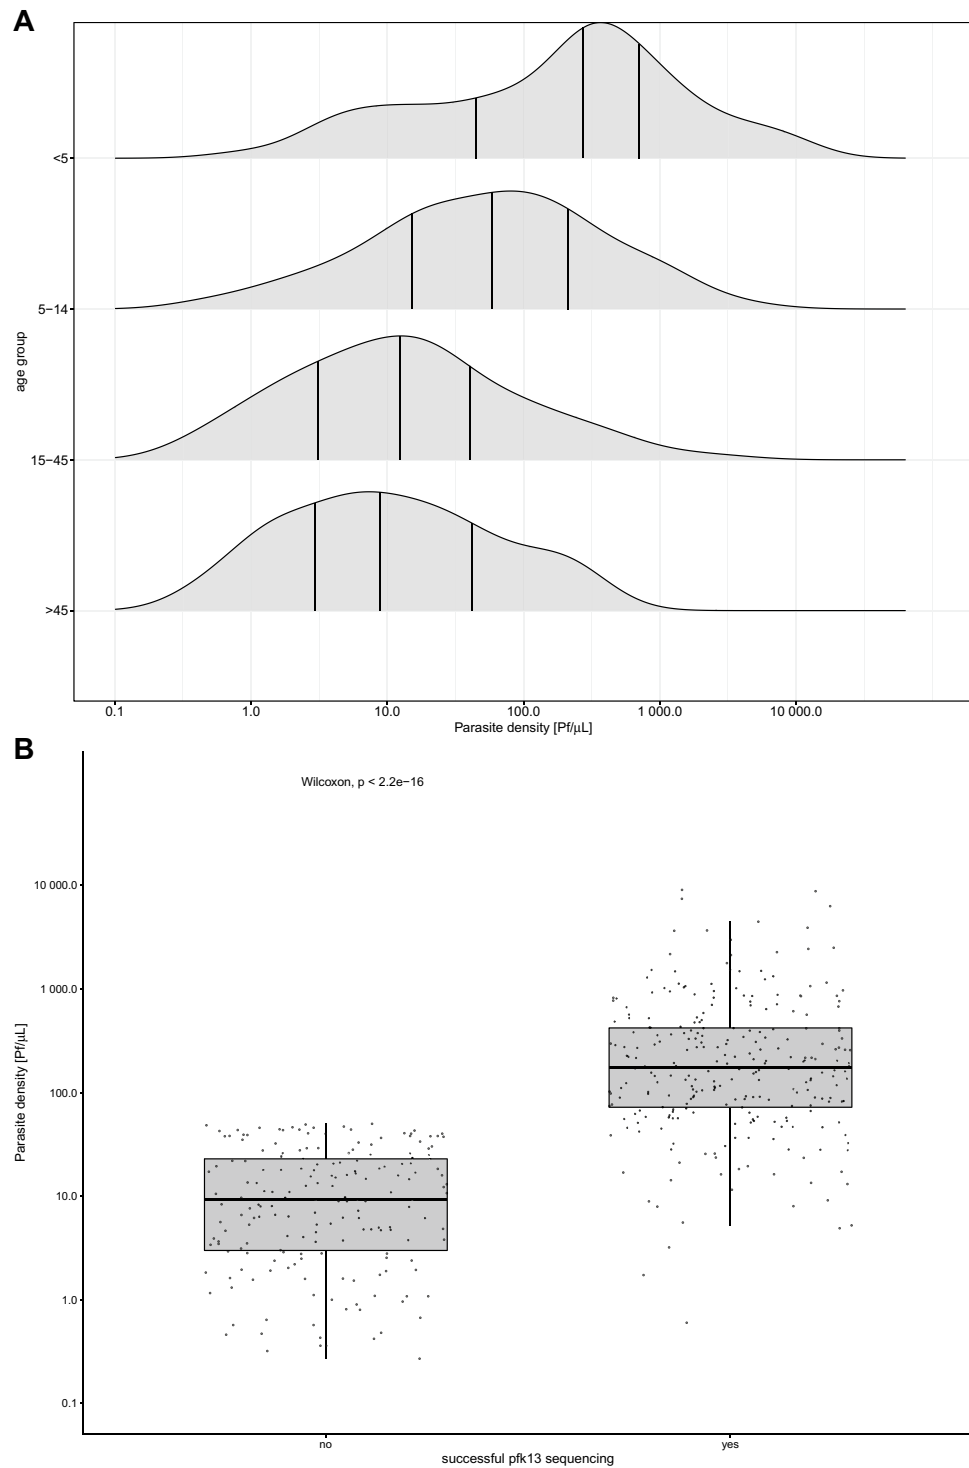 A
<5
5−14
15−45
>45
age group
0.1 1.0 10.0 100.0 1 000.0 10 000.0
Parasite density [Pf/μL]
B
Wilcoxon, p < 2.2e−16
10 000.0
1 000.0
100.0
10.0
1.0
0.1
Parasite density [Pf/μL]
no yes
successful pfk13 sequencing